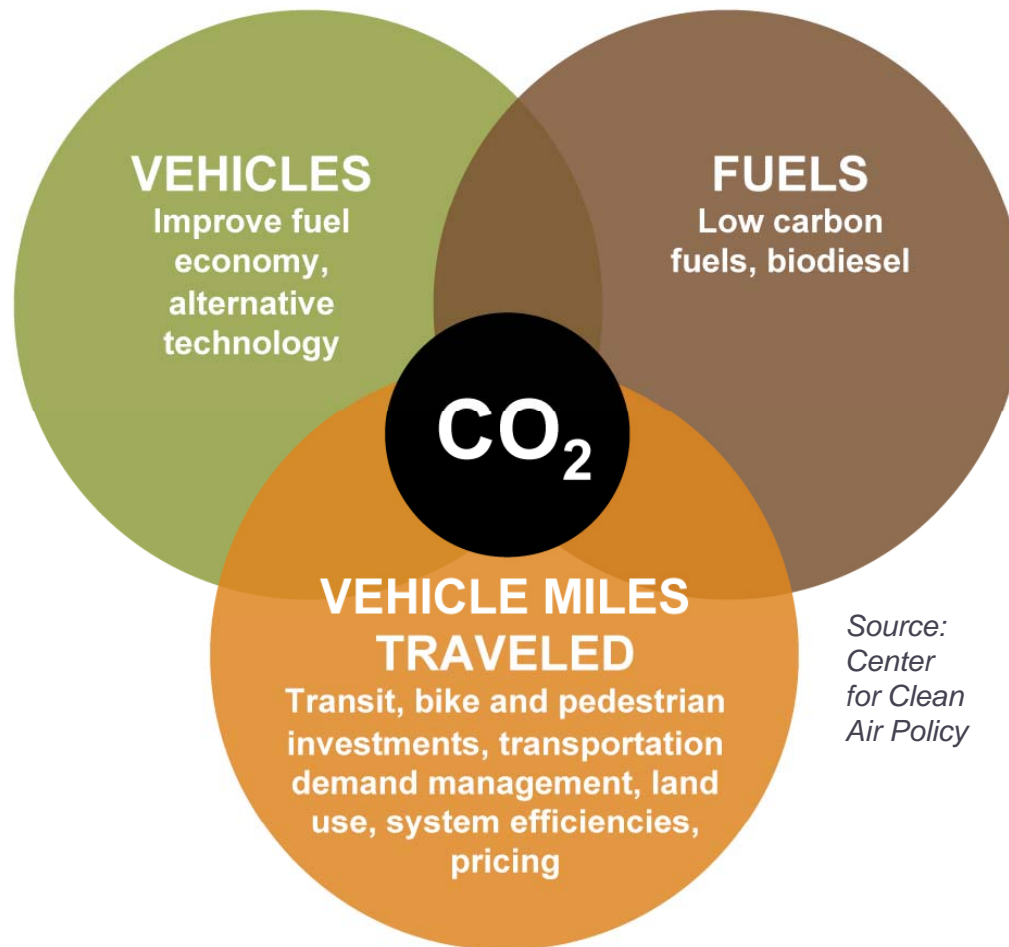 VEHICLES
Improve fuel
economy,
alternative
technology
FUELS
Low carbon
fuels, biodiesel
CO₂
VEHICLE MILES
TRAVELED
Transit, bike and pedestrian
investments, transportation
demand management, land
use, system efficiencies,
pricing
Source:
Center
for Clean
Air Policy